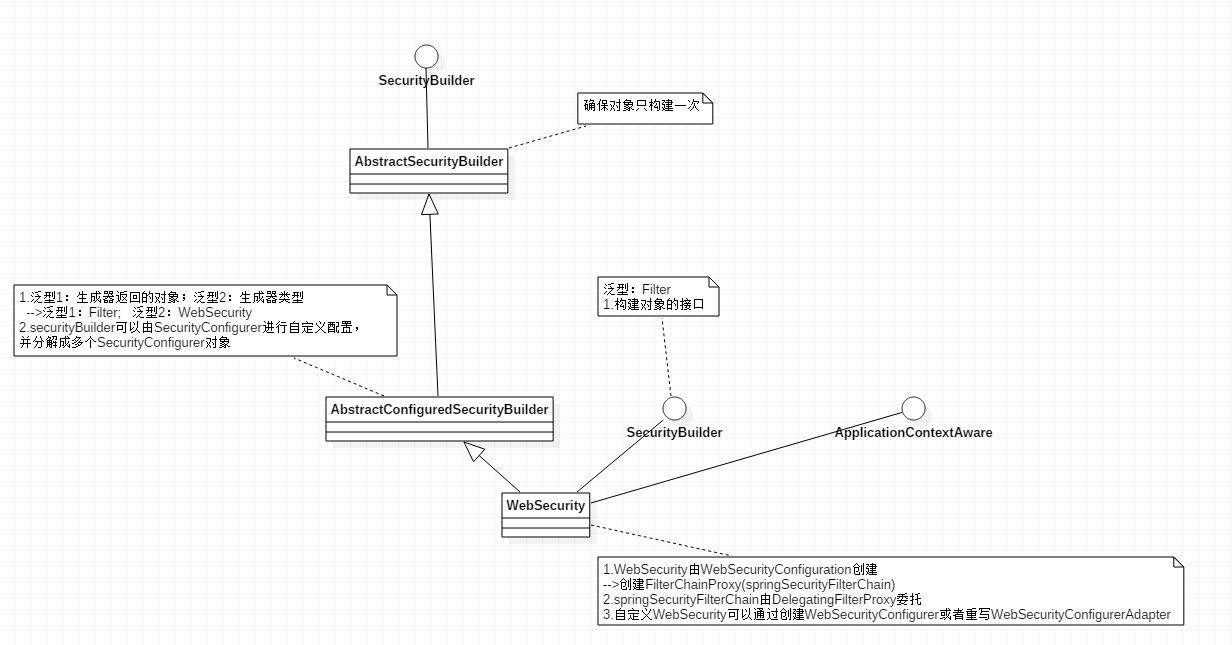 SecurityBuilder
确保对象只构建一次
AbstractSecurityBuilder
1.泛型1：生成器返回的对象；泛型2：生成器类型
-->泛型1：Filter; 泛型2：WebSecurity
2.securityBuilder可以由SecurityConfigurer进行自定义配置，
并分解成多个SecurityConfigurer对象
泛型：Filter
1.构建对象的接口
AbstractConfiguredSecurityBuilder
SecurityBuilder
ApplicationContextAware
WebSecurity
1.WebSecurity由WebSecurityConfiguration创建
-->创建FilterChainProxy(springSecurityFilterChain)
2.springSecurityFilterChain由DelegatingFilterProxy委托
3.自定义WebSecurity可以通过创建WebSecurityConfigurer或者重写WebSecurityConfigurerAdapter